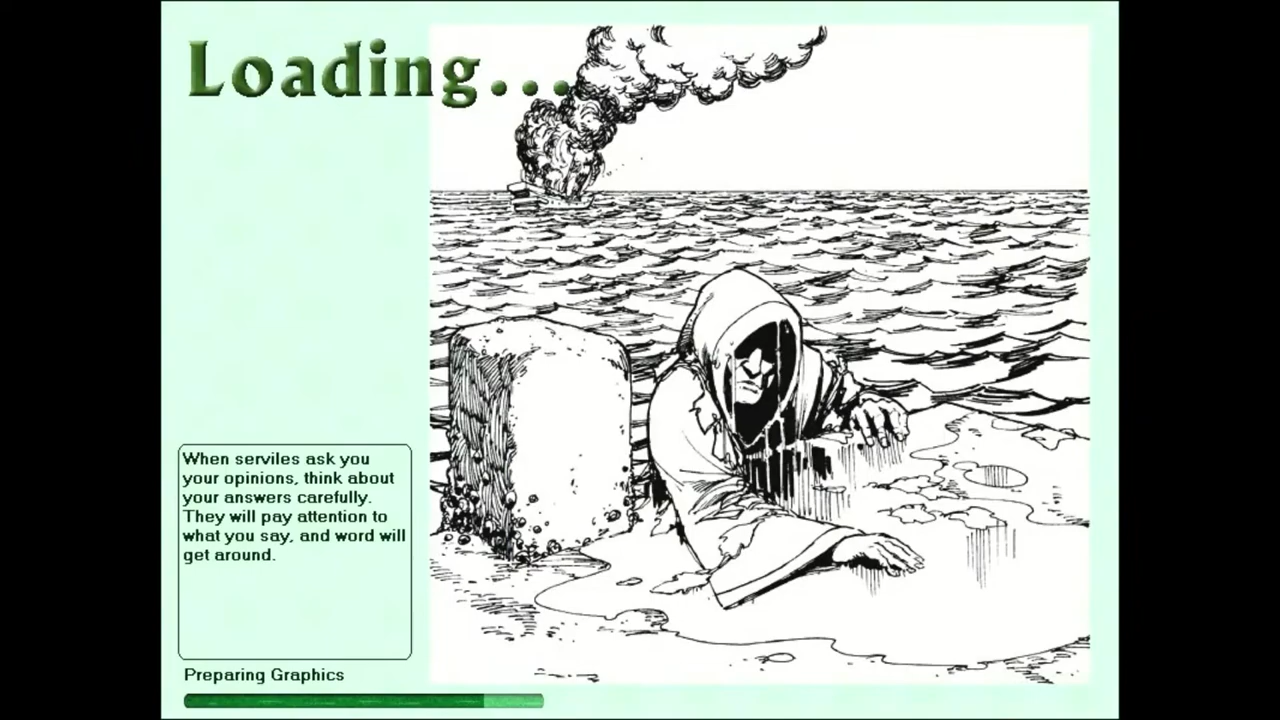 Loading...
When serviles ask you
your opinions, think about
your answers carefully.
They will pay attention to
what you say, and word will
get around.
Preparing Graphics